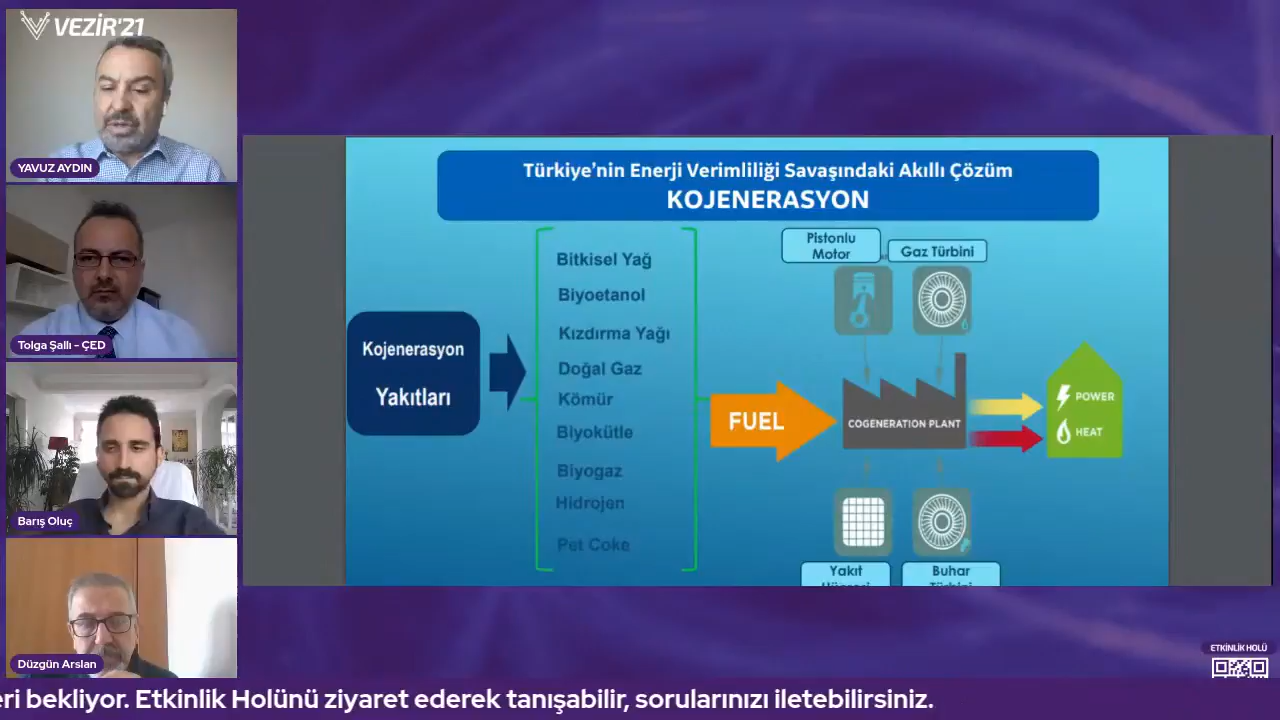 VEZİR'21
YAVUZ AYDIN
Tolga Şallı - ÇED
Barış Oluç
Düzgün Arslan
Türkiye'nin Enerji Verimliliği Savaşındaki Akıllı Çözüm
KOJENERASYON
Kojenerasyon
Yakıtları
Bitkisel Yağ
Biyoetanol
Kızdırma Yağı
Doğal Gaz
Kömür
Biyokütle
Biyogaz
Hidrojen
Pet Coke
FUEL
Pistonlu
Motor
Gaz Türbini
COGENERATION PLANT
POWER
HEAT
Yakıt
Buhar
Türbini
ETKİNLİK HOLÜ
eri bekliyor. Etkinlik Holünü ziyaret ederek tanışabilir, sorularınızı iletebilirsiniz.